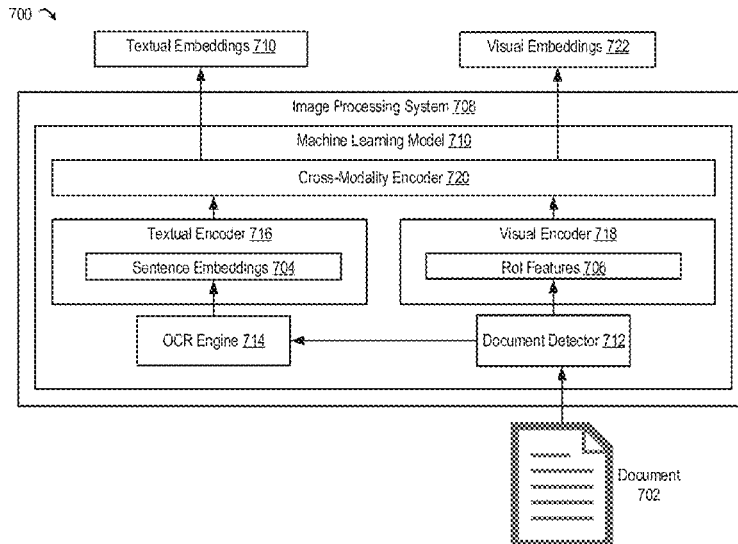 700
Textual Embeddings 710
Visual Embeddings 722
Image Processing System 708
Machine Learning Model 710
Cross-Modality Encoder 720
Textual Encoder 716
Visual Encoder 718
Sentence Embeddings 704
RoI Features 706
OCR Engine 714
Document Detector 712
Document
702